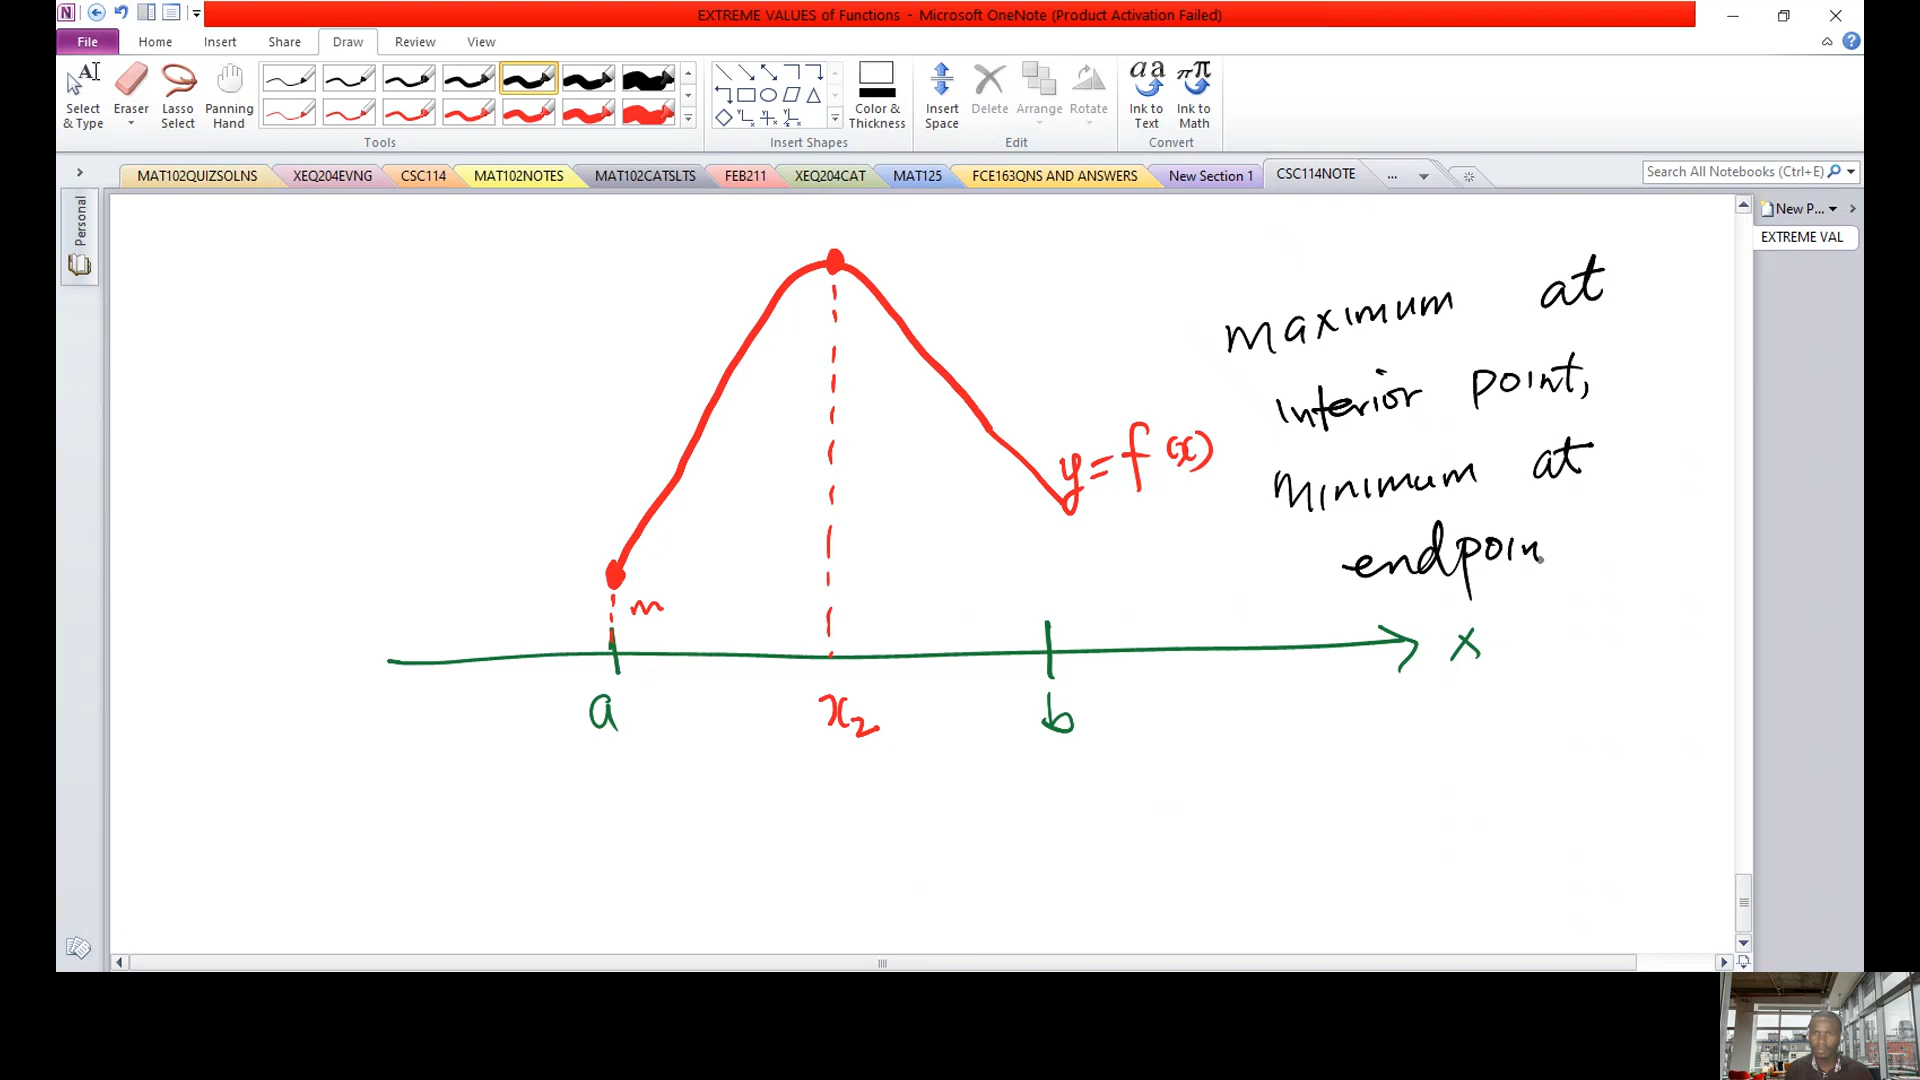 EXTREME VALUES of Functions - Microsoft OneNote (Product Activation Failed)
File Home Insert Share Draw Review View
Select & Type
Eraser
Lasso Select
Panning Hand
Color & Thickness
Insert Space
Delete
Arrange
Rotate
Ink to Text
Ink to Math
Tools
Insert Shapes
Edit
Convert
MAT102QUIZSOLNS XEQ204EVNG CSC114 MAT102NOTES MAT102CATSLTS FEB211 XEQ204CAT MAT125 FCE163QNS AND ANSWERS New Section 1 CSC114NOTE ...
Search All Notebooks (Ctrl+E)
Personal
New P...
EXTREME VAL
maximum at
interior point,
minimum at
endpoin
y = f(x)
m
a
x2
b
x